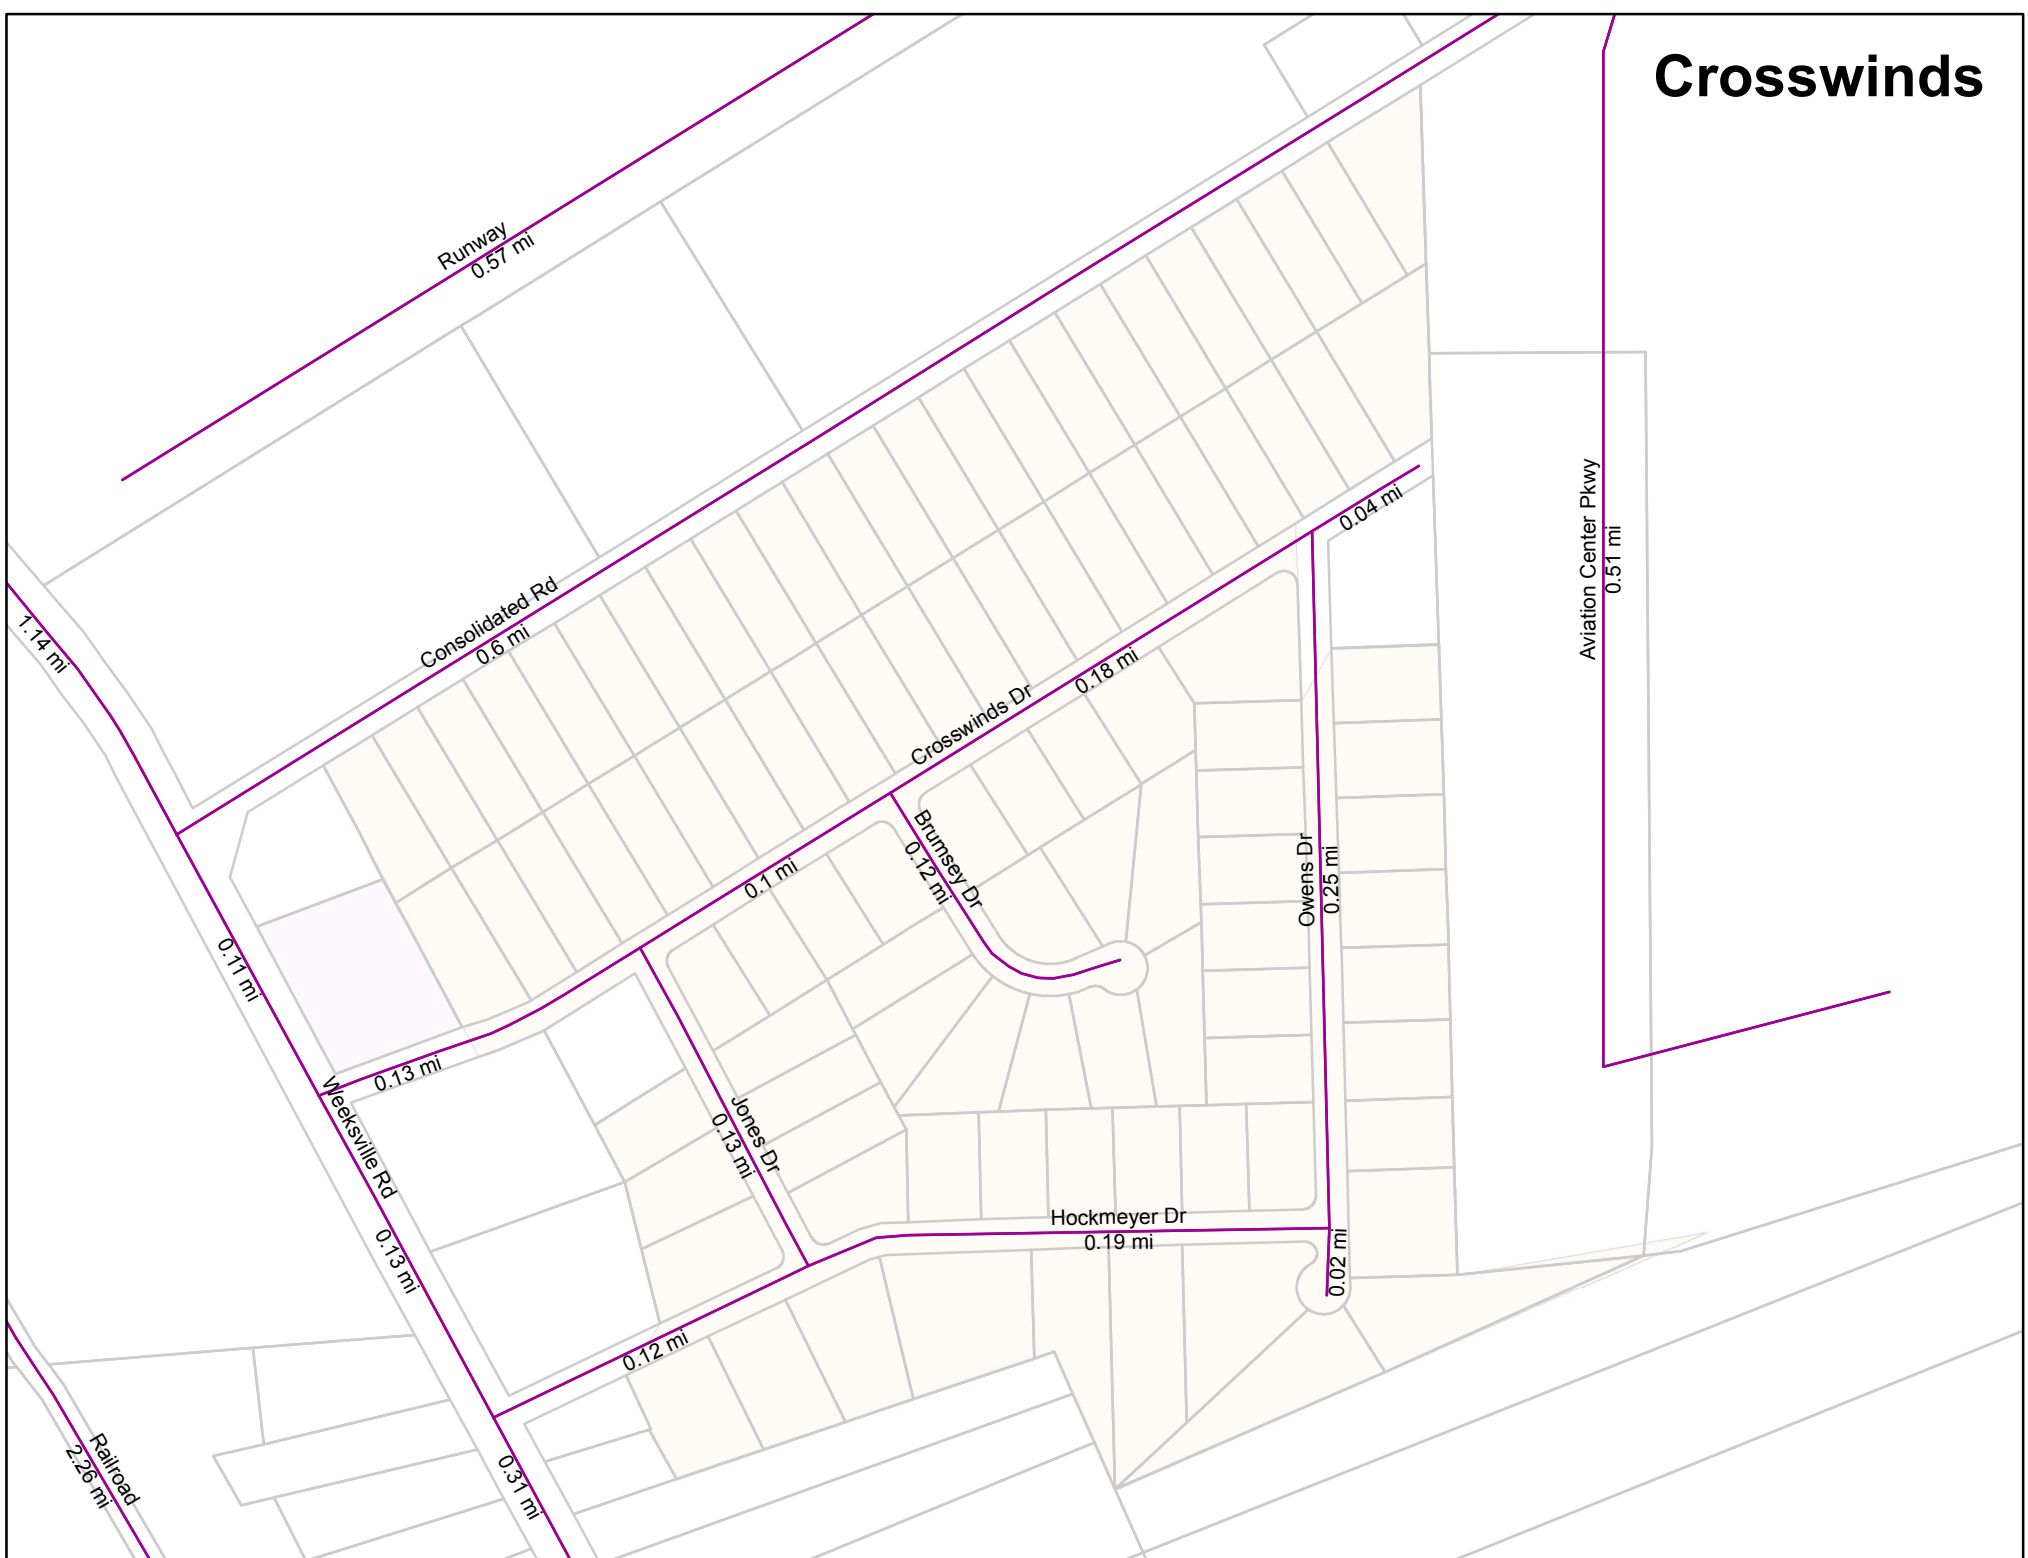 Crosswinds
Runway
0.57 mi
Consolidated Rd
0.6 mi
1.14 mi
Aviation Center Pkwy
0.51 mi
0.04 mi
Crosswinds Dr
0.18 mi
0.1 mi
Brumsey Dr
0.12 mi
Owens Dr
0.25 mi
0.11 mi
0.13 mi
Weeksville Rd
Jones Dr
0.13 mi
0.13 mi
Hockmeyer Dr
0.19 mi
0.02 mi
0.12 mi
0.31 mi
Railroad
2.26 mi